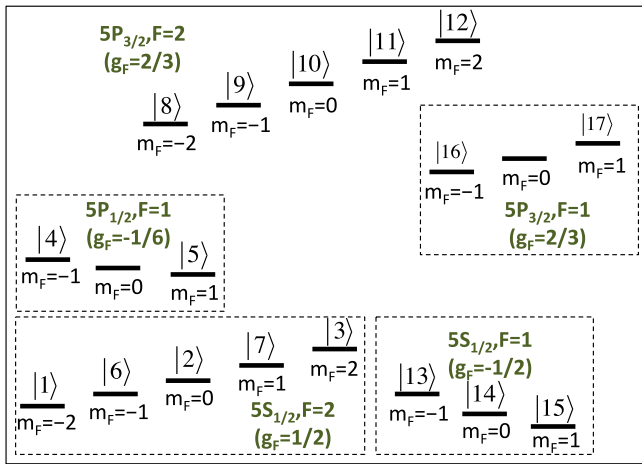 5P3/2,F=2
(gF=2/3)
|8⟩
mF=−2
|9⟩
mF=−1
|10⟩
mF=0
|11⟩
mF=1
|12⟩
mF=2
|16⟩
mF=−1
mF=0
|17⟩
mF=1
5P3/2,F=1
(gF=2/3)
5P1/2,F=1
(gF=-1/6)
|4⟩
mF=−1
mF=0
|5⟩
mF=1
|1⟩
mF=−2
|6⟩
mF=−1
|2⟩
mF=0
|7⟩
mF=1
|3⟩
mF=2
5S1/2,F=2
(gF=1/2)
5S1/2,F=1
(gF=-1/2)
|13⟩
mF=−1
|14⟩
mF=0
|15⟩
mF=1